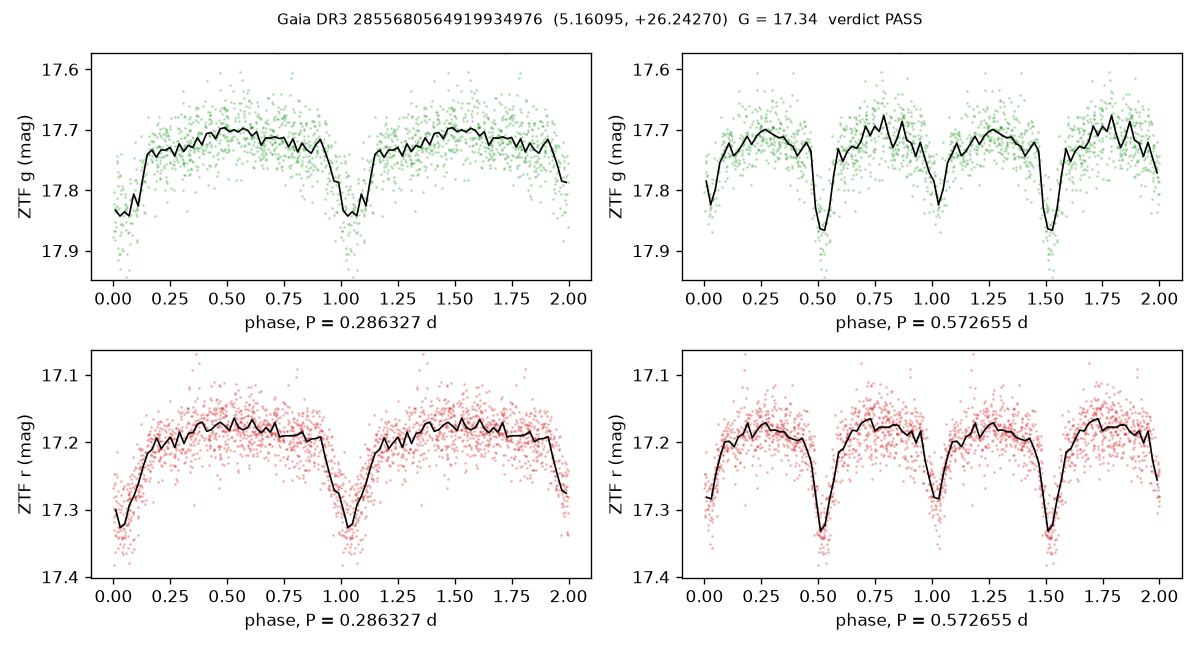 Gaia DR3 2855680564919934976 (5.16095, +26.24270) G = 17.34 verdict PASS
ZTF g (mag)
17.6
17.7
17.8
17.9
0.00 0.25 0.50 0.75 1.00 1.25 1.50 1.75 2.00
phase, P = 0.286327 d
ZTF g (mag)
17.6
17.7
17.8
17.9
0.00 0.25 0.50 0.75 1.00 1.25 1.50 1.75 2.00
phase, P = 0.572655 d
ZTF r (mag)
17.1
17.2
17.3
17.4
0.00 0.25 0.50 0.75 1.00 1.25 1.50 1.75 2.00
phase, P = 0.286327 d
ZTF r (mag)
17.1
17.2
17.3
17.4
0.00 0.25 0.50 0.75 1.00 1.25 1.50 1.75 2.00
phase, P = 0.572655 d